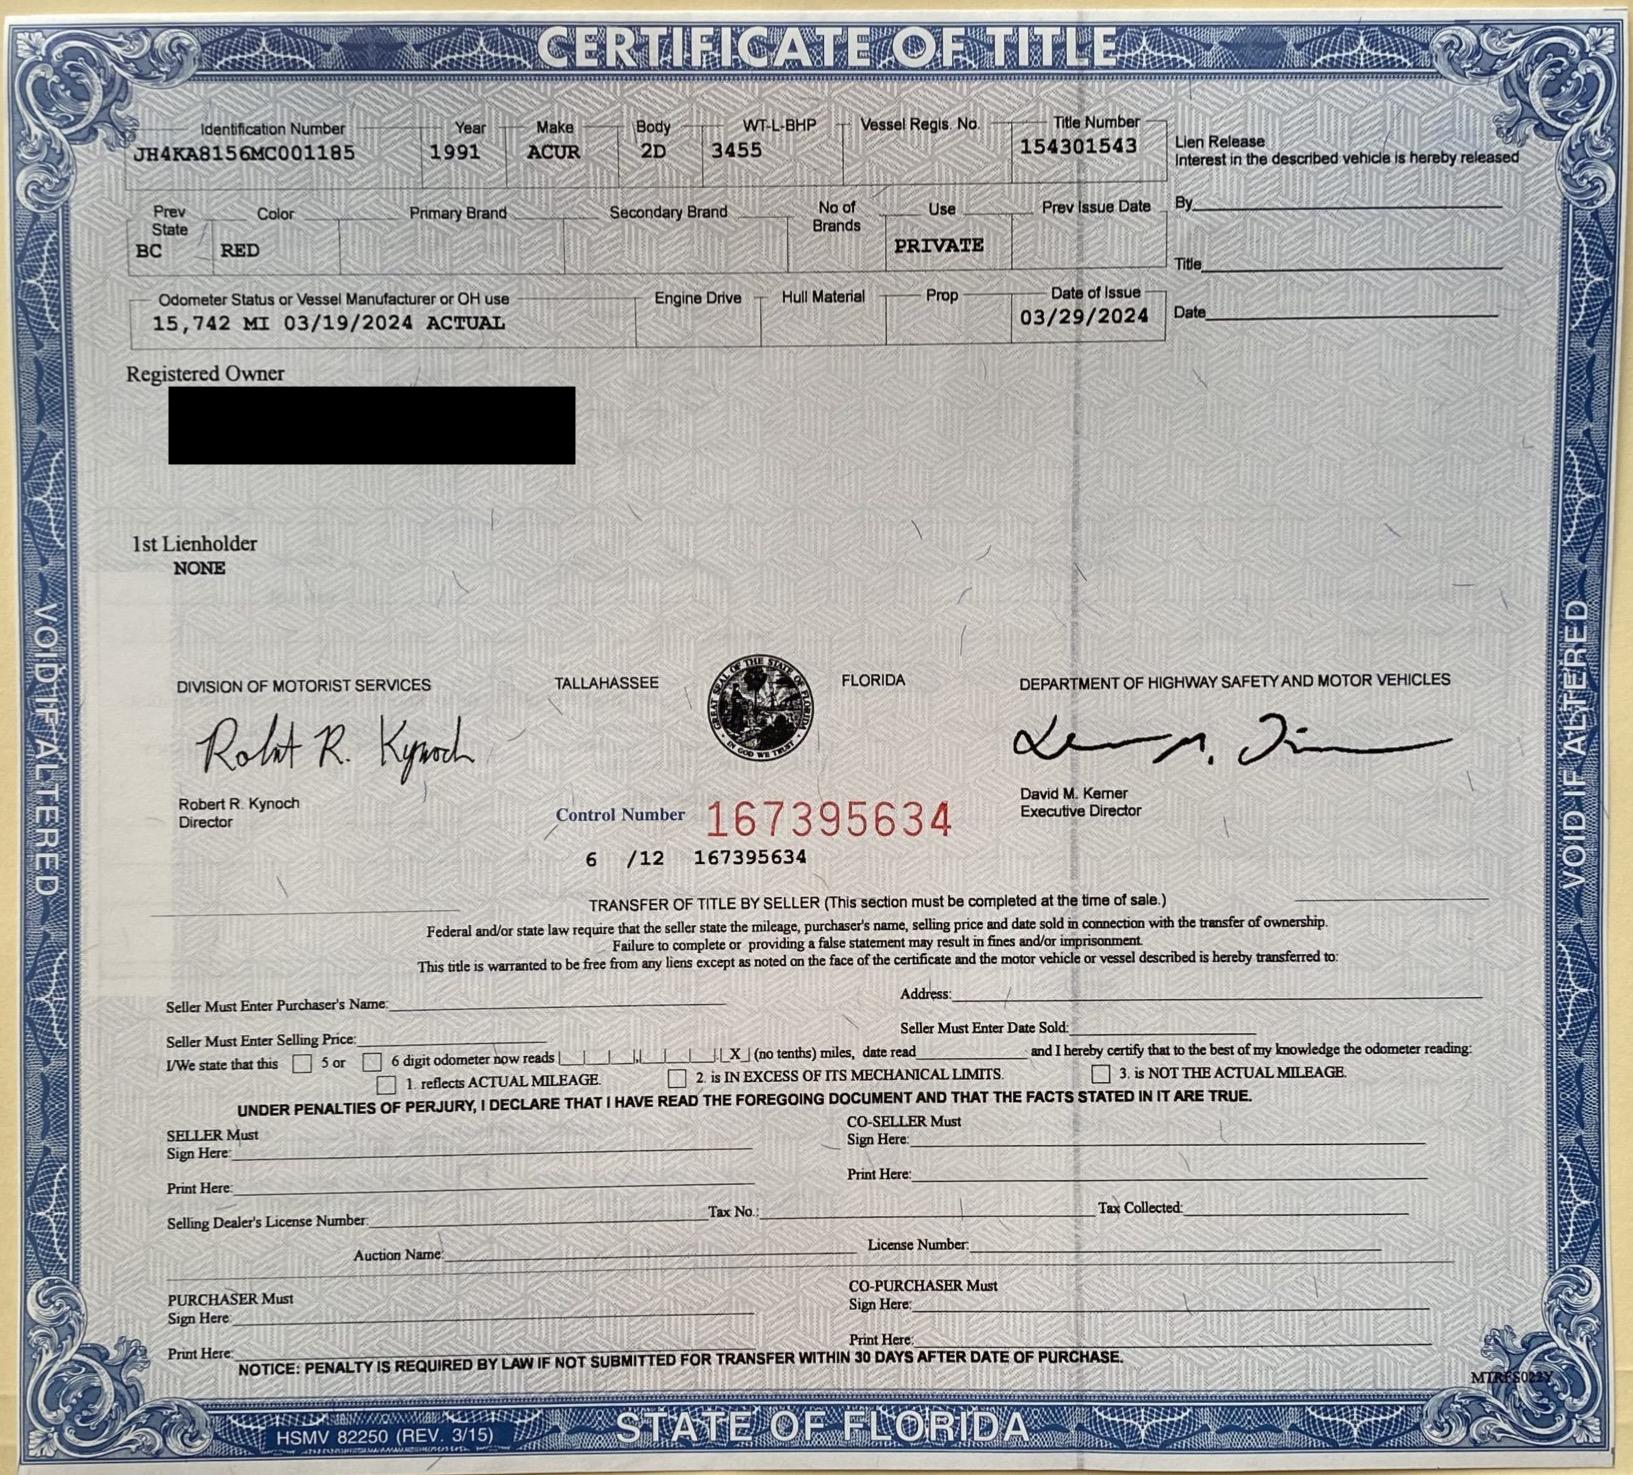 CERTIFICATE OF TITLE
Identification Number Year Make Body WT-L-BHP Vessel Regis. No. Title Number
JH4KA8156MC001185 1991 ACUR 2D 3455 154301543
Lien Release
Interest in the described vehicle is hereby released
Prev State Color Primary Brand Secondary Brand No of Brands Use Prev Issue Date
BC RED PRIVATE
By
Title
Odometer Status or Vessel Manufacturer or OH use Engine Drive Hull Material Prop Date of Issue
15,742 MI 03/19/2024 ACTUAL 03/29/2024
Date
Registered Owner
1st Lienholder
NONE
VOID IF ALTERED
VOID IF ALTERED
DIVISION OF MOTORIST SERVICES TALLAHASSEE FLORIDA DEPARTMENT OF HIGHWAY SAFETY AND MOTOR VEHICLES
GREAT SEAL OF THE STATE OF FLORIDA
IN GOD WE TRUST
Robert R. Kynoch
Robert R. Kynoch
Director
David M. Kerner
Executive Director
Control Number 167395634
6 /12 167395634
TRANSFER OF TITLE BY SELLER (This section must be completed at the time of sale.)
Federal and/or state law require that the seller state the mileage, purchaser's name, selling price and date sold in connection with the transfer of ownership.
Failure to complete or providing a false statement may result in fines and/or imprisonment.
This title is warranted to be free from any liens except as noted on the face of the certificate and the motor vehicle or vessel described is hereby transferred to:
Seller Must Enter Purchaser's Name: Address:
Seller Must Enter Selling Price: Seller Must Enter Date Sold:
I/We state that this 5 or 6 digit odometer now reads X (no tenths) miles, date read and I hereby certify that to the best of my knowledge the odometer reading:
1. reflects ACTUAL MILEAGE. 2. is IN EXCESS OF ITS MECHANICAL LIMITS. 3. is NOT THE ACTUAL MILEAGE.
UNDER PENALTIES OF PERJURY, I DECLARE THAT I HAVE READ THE FOREGOING DOCUMENT AND THAT THE FACTS STATED IN IT ARE TRUE.
SELLER Must
Sign Here:
CO-SELLER Must
Sign Here:
Print Here: Print Here:
Selling Dealer's License Number: Tax No.: Tax Collected:
Auction Name: License Number:
PURCHASER Must
Sign Here:
CO-PURCHASER Must
Sign Here:
Print Here: Print Here:
NOTICE: PENALTY IS REQUIRED BY LAW IF NOT SUBMITTED FOR TRANSFER WITHIN 30 DAYS AFTER DATE OF PURCHASE.
MTRFS022Y
HSMV 82250 (REV. 3/15)
STATE OF FLORIDA